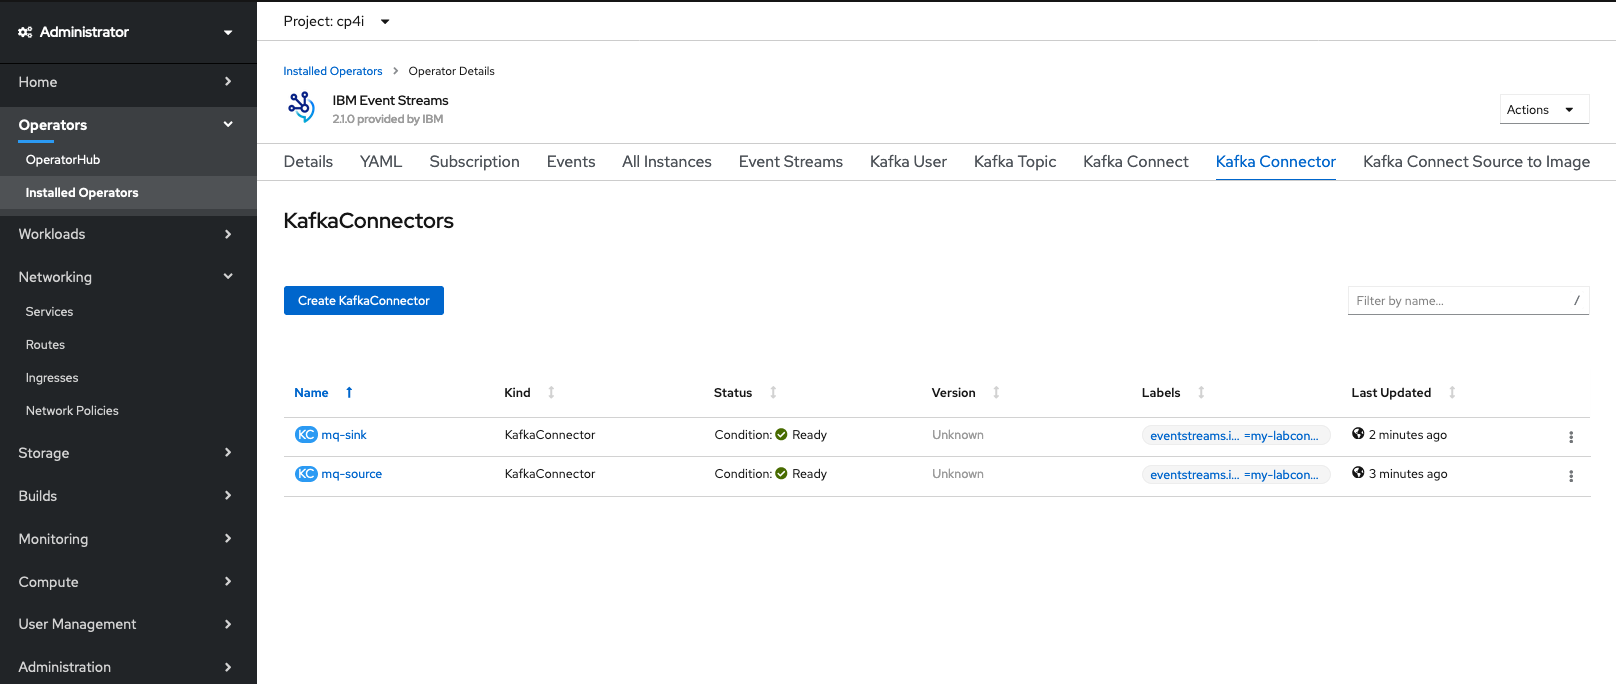 Administrator
Home
Operators
OperatorHub
Installed Operators
Workloads
Networking
Services
Routes
Ingresses
Network Policies
Storage
Builds
Monitoring
Compute
User Management
Administration
Project: cp4i
Installed Operators > Operator Details
IBM Event Streams
2.1.0 provided by IBM
Actions
Details YAML Subscription Events All Instances Event Streams Kafka User Kafka Topic Kafka Connect Kafka Connector Kafka Connect Source to Image
KafkaConnectors
Create KafkaConnector
Filter by name... /
Name Kind Status Version Labels Last Updated
KC mq-sink KafkaConnector Condition: Ready Unknown eventstreams.i... =my-labcon... 2 minutes ago
KC mq-source KafkaConnector Condition: Ready Unknown eventstreams.i... =my-labcon... 3 minutes ago